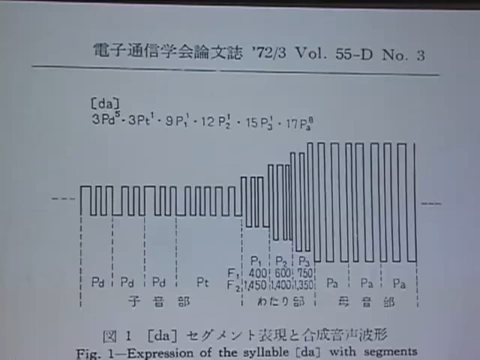 電子通信学会論文誌 '72/3 Vol. 55-D No. 3
[da]
3Pd⁵・3Pt¹・9P₁¹・12P₂¹・15P₃¹・17Pa⁸
P₁ P₂ P₃
F₁ 400 600 750
F₂ 1,450 1,400 1,350
Pd Pd Pd Pt Pa Pa Pa
子音部 わたり部 母音部
図 1 [da] セグメント表現と合成音声波形
Fig. 1—Expression of the syllable [da] with segments